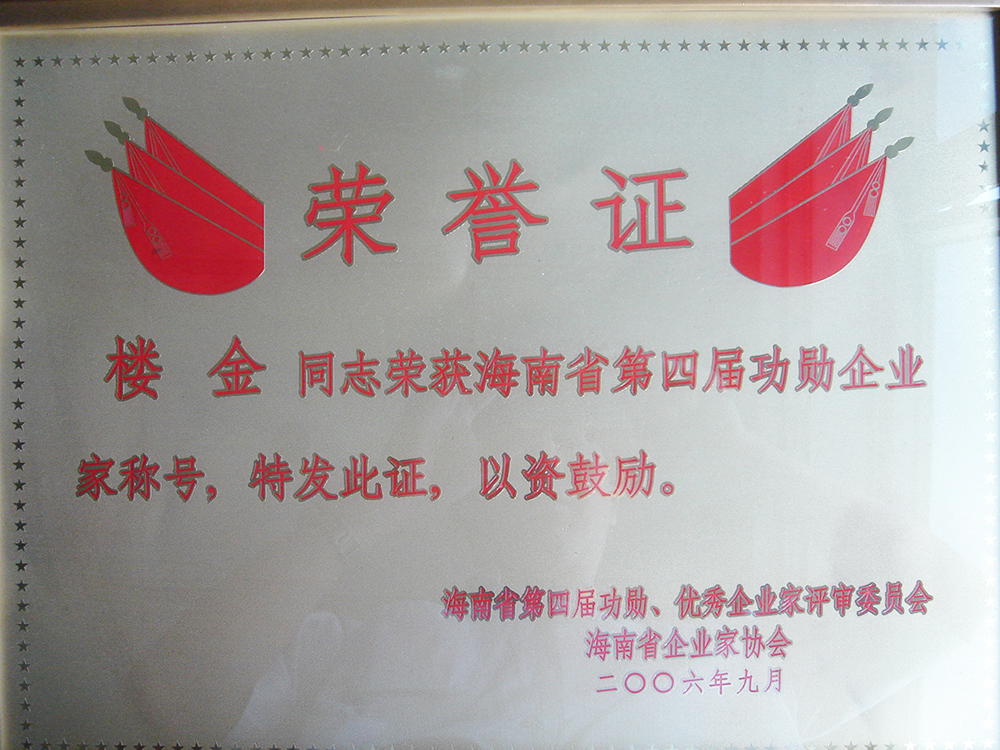 荣誉证
楼金 同志荣获海南省第四届功勋企业
家称号，特发此证，以资鼓励。
海南省第四届功勋、优秀企业家评审委员会
海南省企业家协会
二〇〇六年九月